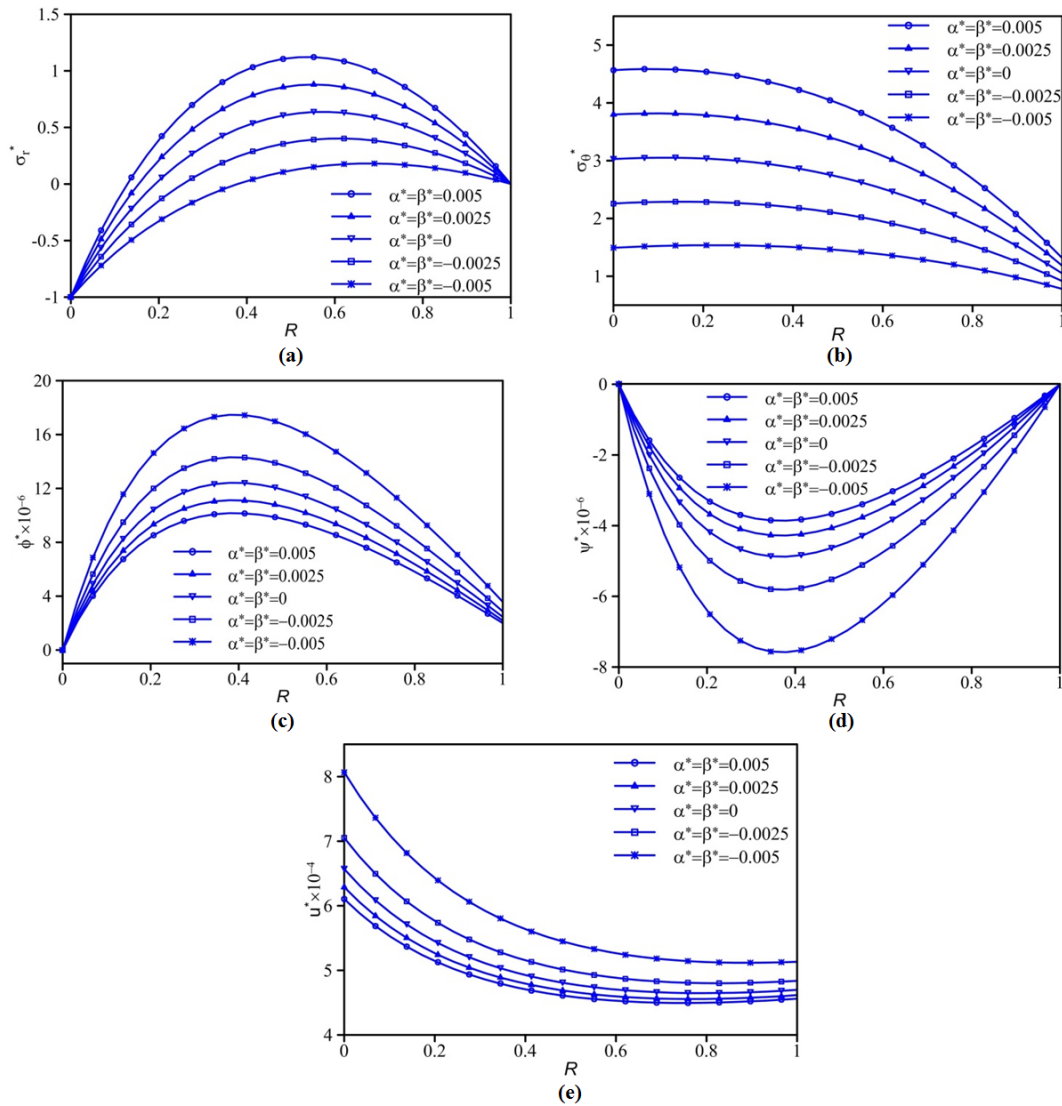 1.5
1
0.5
0
-0.5
-1
σr*
0 0.2 0.4 0.6 0.8 1
R
α*=β*=0.005
α*=β*=0.0025
α*=β*=0
α*=β*=−0.0025
α*=β*=−0.005
(a)
5
4
3
2
1
σθ*
0 0.2 0.4 0.6 0.8 1
R
α*=β*=0.005
α*=β*=0.0025
α*=β*=0
α*=β*=−0.0025
α*=β*=−0.005
(b)
20
16
12
8
4
0
ϕ*×10⁻⁶
0 0.2 0.4 0.6 0.8 1
R
α*=β*=0.005
α*=β*=0.0025
α*=β*=0
α*=β*=−0.0025
α*=β*=−0.005
(c)
0
-2
-4
-6
-8
ψ*×10⁻⁶
0 0.2 0.4 0.6 0.8 1
R
α*=β*=0.005
α*=β*=0.0025
α*=β*=0
α*=β*=−0.0025
α*=β*=−0.005
(d)
8
7
6
5
4
u*×10⁻⁴
0 0.2 0.4 0.6 0.8 1
R
α*=β*=0.005
α*=β*=0.0025
α*=β*=0
α*=β*=−0.0025
α*=β*=−0.005
(e)